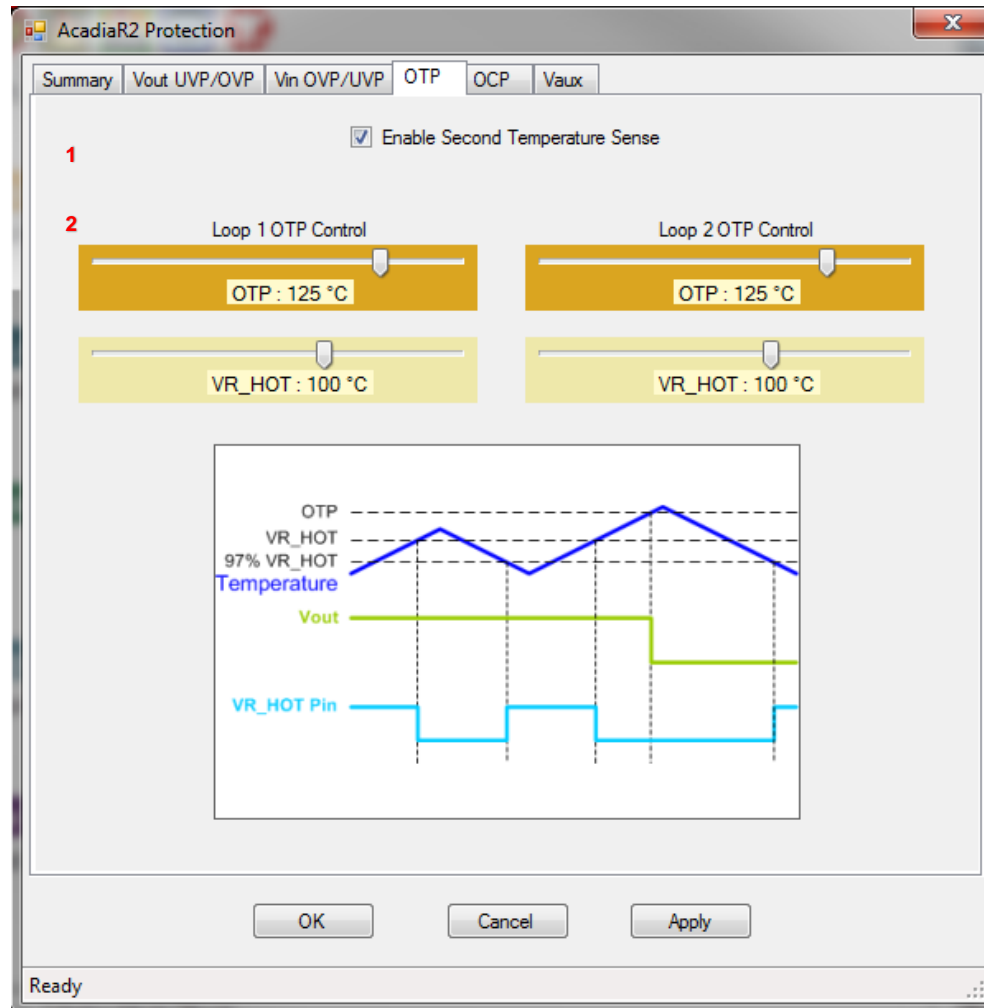 AcadiaR2 Protection
Summary Vout UVP/OVP Vin OVP/UVP OTP OCP Vaux
Enable Second Temperature Sense
1
2
Loop 1 OTP Control Loop 2 OTP Control
OTP : 125 °C OTP : 125 °C
VR_HOT : 100 °C VR_HOT : 100 °C
OTP
VR_HOT
97% VR_HOT
Temperature
Vout
VR_HOT Pin
OK Cancel Apply
Ready